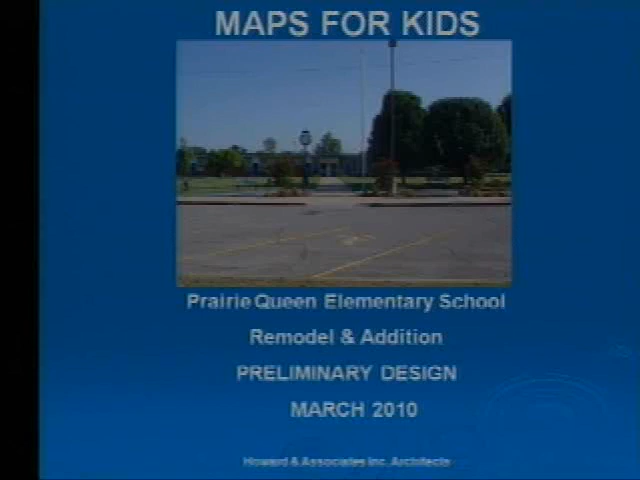 MAPS FOR KIDS
Prairie Queen Elementary School
Remodel & Addition
PRELIMINARY DESIGN
MARCH 2010
Howard & Associates Inc. Architects